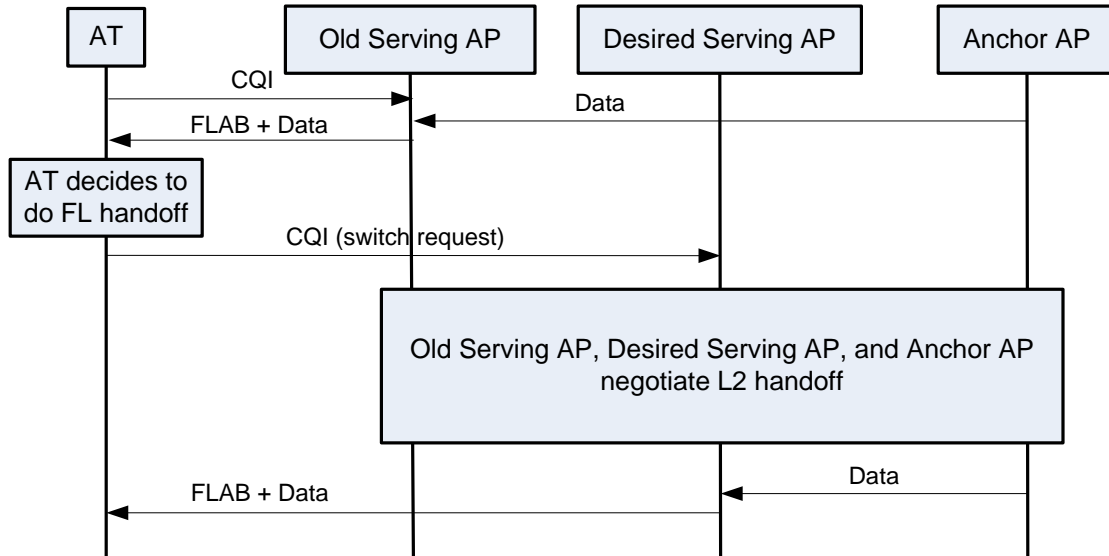 AT
Old Serving AP
Desired Serving AP
Anchor AP
CQI
Data
FLAB + Data
AT decides to
do FL handoff
CQI (switch request)
Old Serving AP, Desired Serving AP, and Anchor AP
negotiate L2 handoff
Data
FLAB + Data